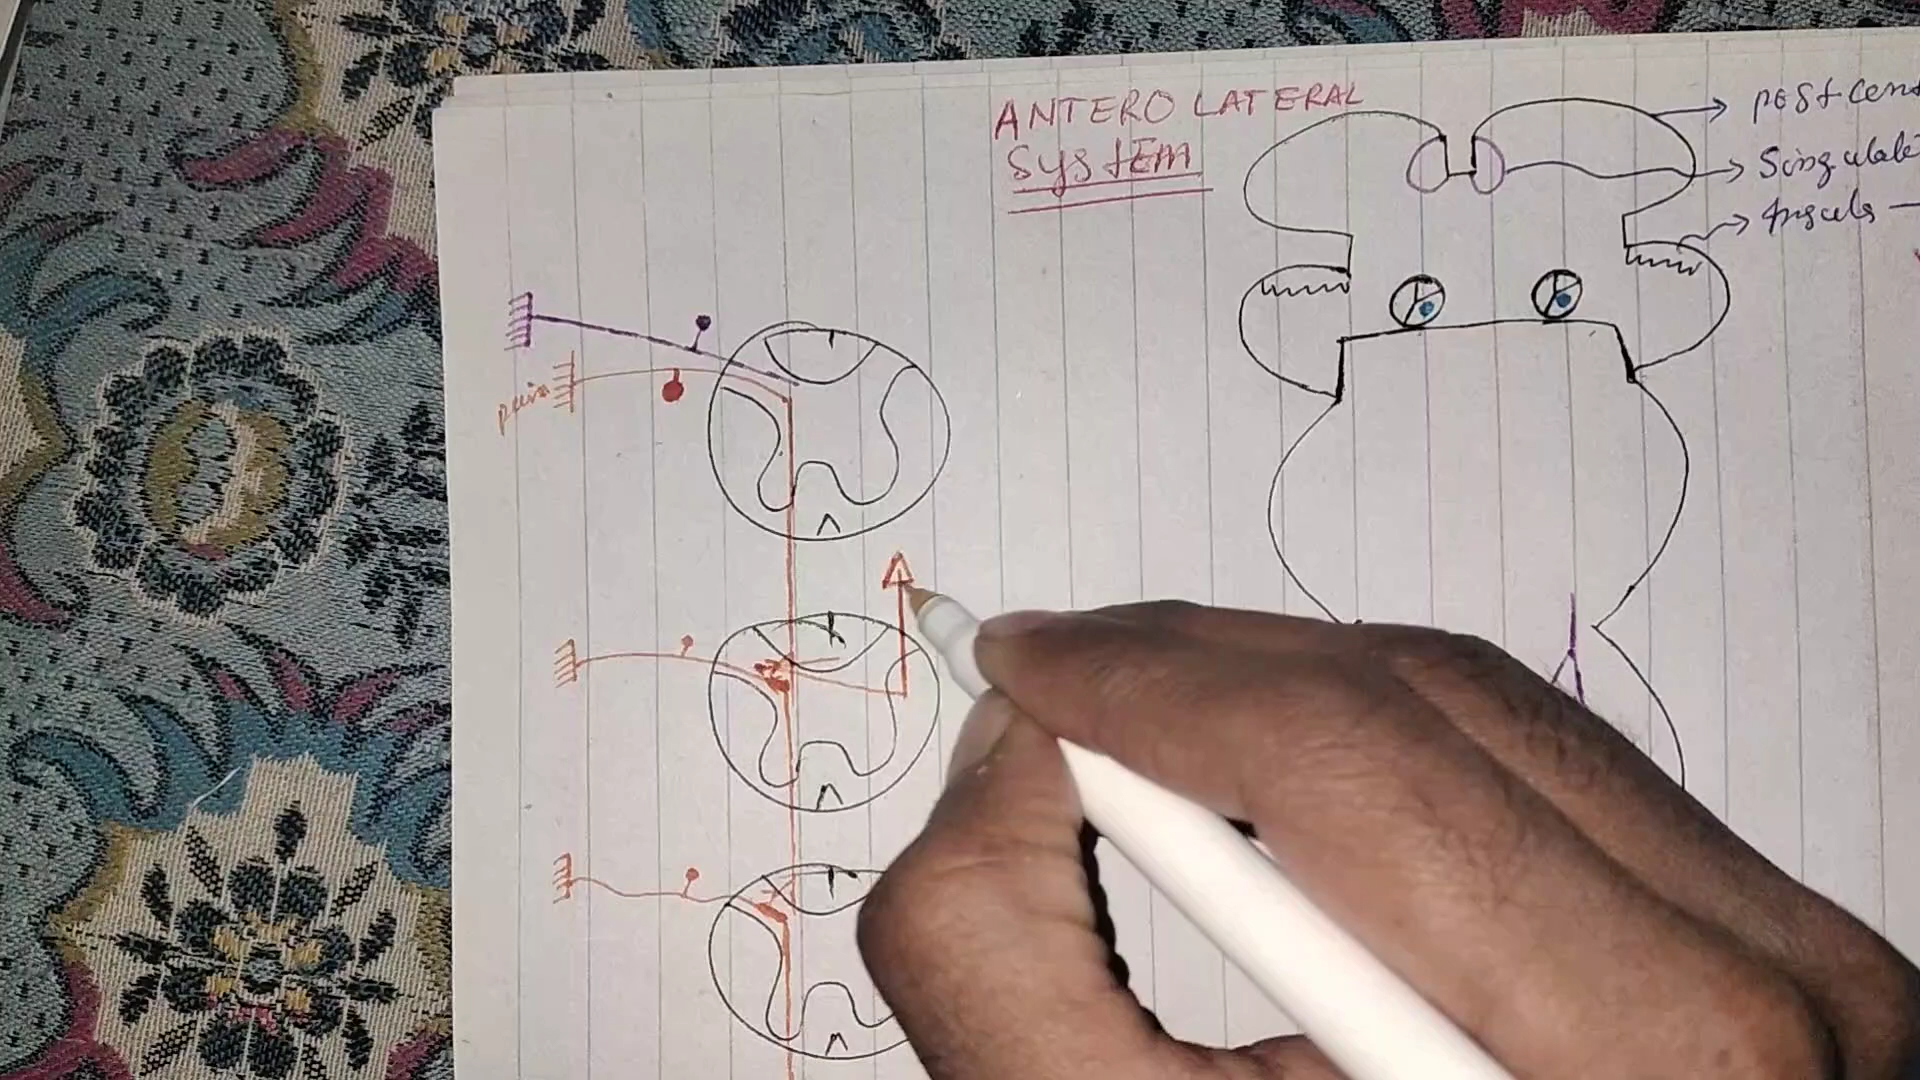 ANTERO LATERAL
SYSTEM
post cent
Singulate
pain